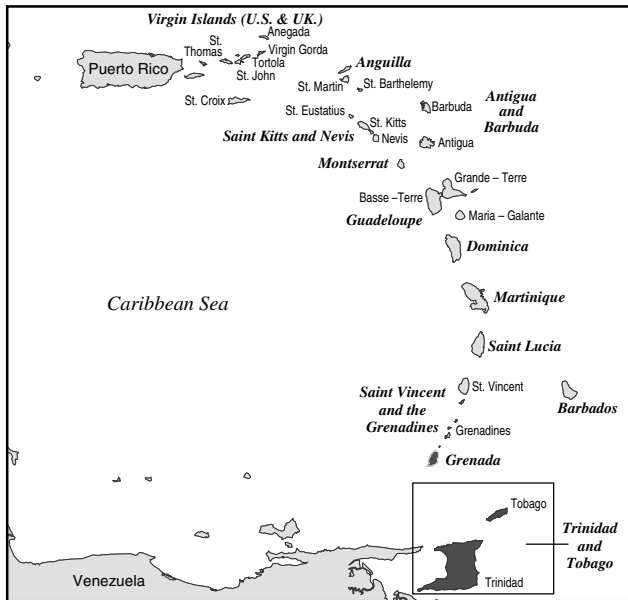 Virgin Islands (U.S. & UK.)
Anegada
St.
Thomas
Virgin Gorda
Tortola
St. John
Puerto Rico
Anguilla
St. Martin
St. Barthelemy
St. Croix
St. Eustatius
St. Kitts
Saint Kitts and Nevis
Nevis
Barbuda
Antigua
and
Barbuda
Antigua
Montserrat
Grande – Terre
Basse–Terre
Maria – Galante
Guadeloupe
Dominica
Caribbean Sea
Martinique
Saint Lucia
Saint Vincent
and the
Grenadines
St. Vincent
Barbados
Grenadines
Grenada
Tobago
Trinidad
and
Tobago
Trinidad
Venezuela